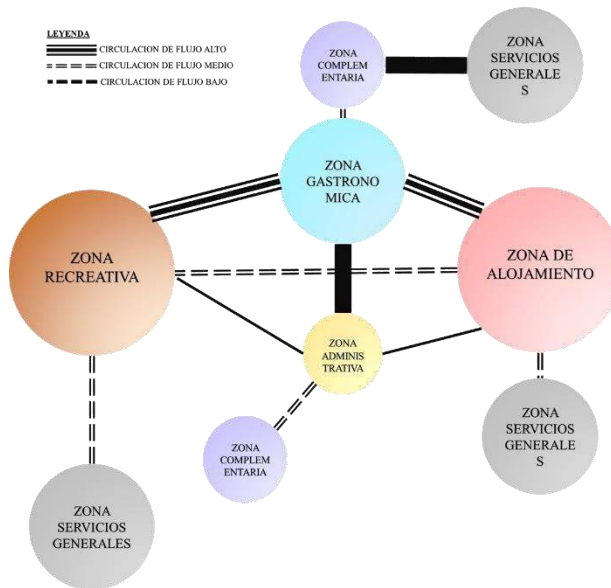 LEYENDA
CIRCULACION DE FLUJO ALTO
CIRCULACION DE FLUJO MEDIO
CIRCULACION DE FLUJO BAJO
ZONA
COMPLEM
ENTARIA
ZONA
SERVICIOS
GENERALE
S
ZONA
GASTRONO
MICA
ZONA
RECREATIVA
ZONA DE
ALOJAMIENTO
ZONA
ADMINIS
TRATIVA
ZONA
COMPLEM
ENTARIA
ZONA
SERVICIOS
GENERALE
S
ZONA
SERVICIOS
GENERALES